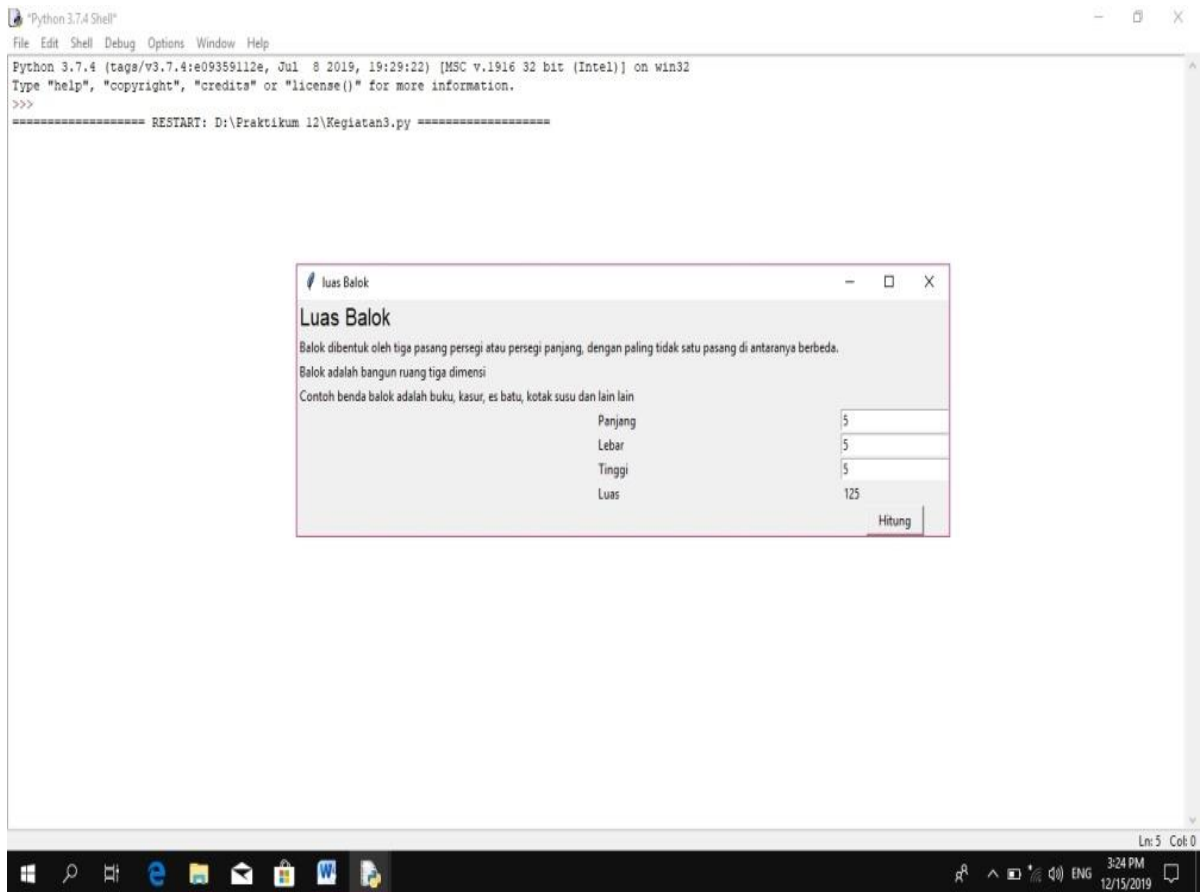 *Python 3.7.4 Shell*
File Edit Shell Debug Options Window Help
Python 3.7.4 (tags/v3.7.4:e09359112e, Jul  8 2019, 19:29:22) [MSC v.1916 32 bit (Intel)] on win32
Type "help", "copyright", "credits" or "license()" for more information.
>>>
=================== RESTART: D:\Praktikum 12\Kegiatan3.py ===================
luas Balok
Luas Balok
Balok dibentuk oleh tiga pasang persegi atau persegi panjang, dengan paling tidak satu pasang di antaranya berbeda.
Balok adalah bangun ruang tiga dimensi
Contoh benda balok adalah buku, kasur, es batu, kotak susu dan lain lain
Panjang 5
Lebar 5
Tinggi 5
Luas 125
Hitung
Ln: 5 Col: 0
ENG 3:24 PM
12/15/2019